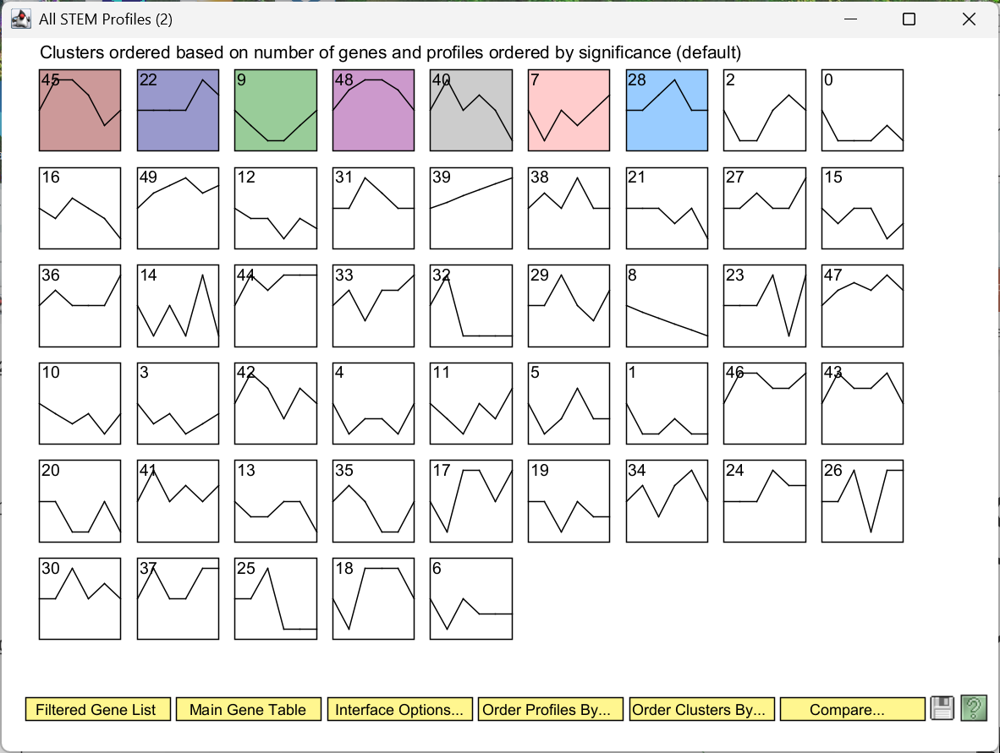 All STEM Profiles (2)
Clusters ordered based on number of genes and profiles ordered by significance (default)
45 22 9 48 40 7 28 2 0
16 49 12 31 39 38 21 27 15
36 14 44 33 32 29 8 23 47
10 3 42 4 11 5 1 46 43
20 41 13 35 17 19 34 24 26
30 37 25 18 6
Filtered Gene List Main Gene Table Interface Options... Order Profiles By... Order Clusters By... Compare... ?